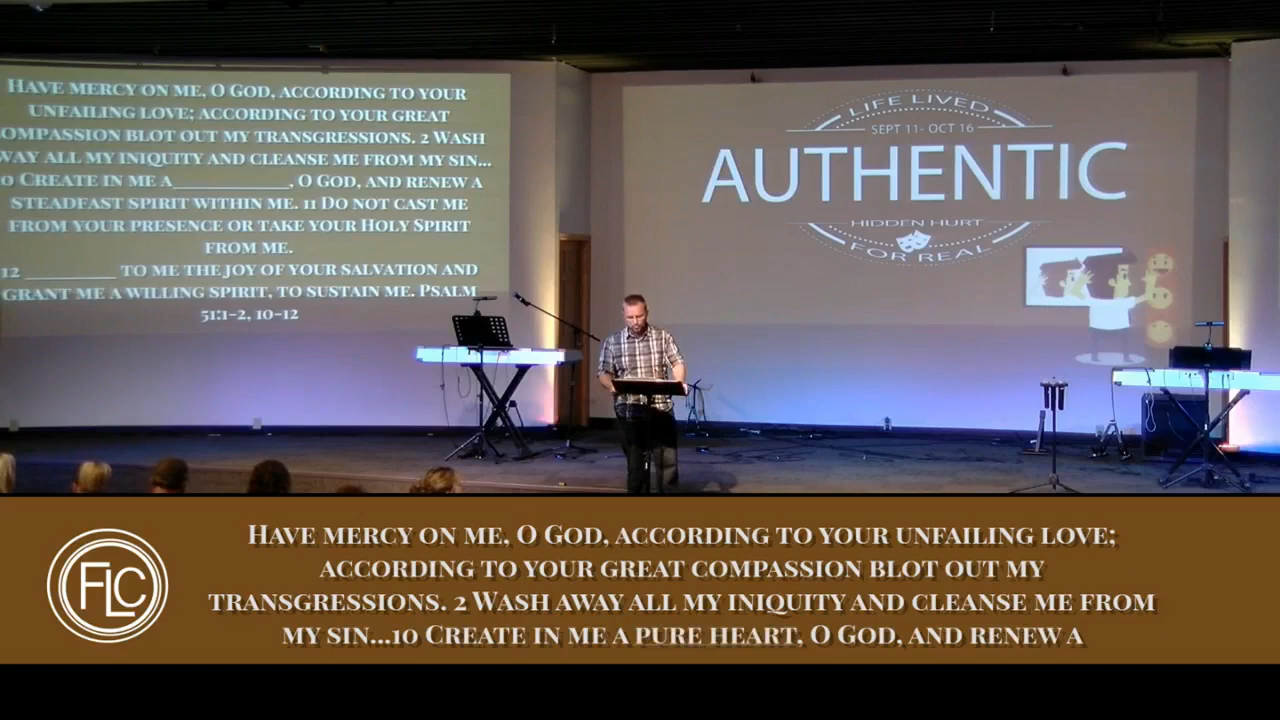 HAVE MERCY ON ME, O GOD, ACCORDING TO YOUR
UNFAILING LOVE; ACCORDING TO YOUR GREAT
OMPASSION BLOT OUT MY TRANSGRESSIONS. 2 WASH
WAY ALL MY INIQUITY AND CLEANSE ME FROM MY SIN...
10 CREATE IN ME A__________, O GOD, AND RENEW A
STEADFAST SPIRIT WITHIN ME. 11 DO NOT CAST ME
FROM YOUR PRESENCE OR TAKE YOUR HOLY SPIRIT
FROM ME.
12 __________ TO ME THE JOY OF YOUR SALVATION AND
GRANT ME A WILLING SPIRIT, TO SUSTAIN ME. PSALM
51:1-2, 10-12
LIFE LIVED
SEPT 11- OCT 16
AUTHENTIC
HIDDEN HURT
FOR REAL
FLC
HAVE MERCY ON ME, O GOD, ACCORDING TO YOUR UNFAILING LOVE;
ACCORDING TO YOUR GREAT COMPASSION BLOT OUT MY
TRANSGRESSIONS. 2 WASH AWAY ALL MY INIQUITY AND CLEANSE ME FROM
MY SIN...10 CREATE IN ME A PURE HEART, O GOD, AND RENEW A